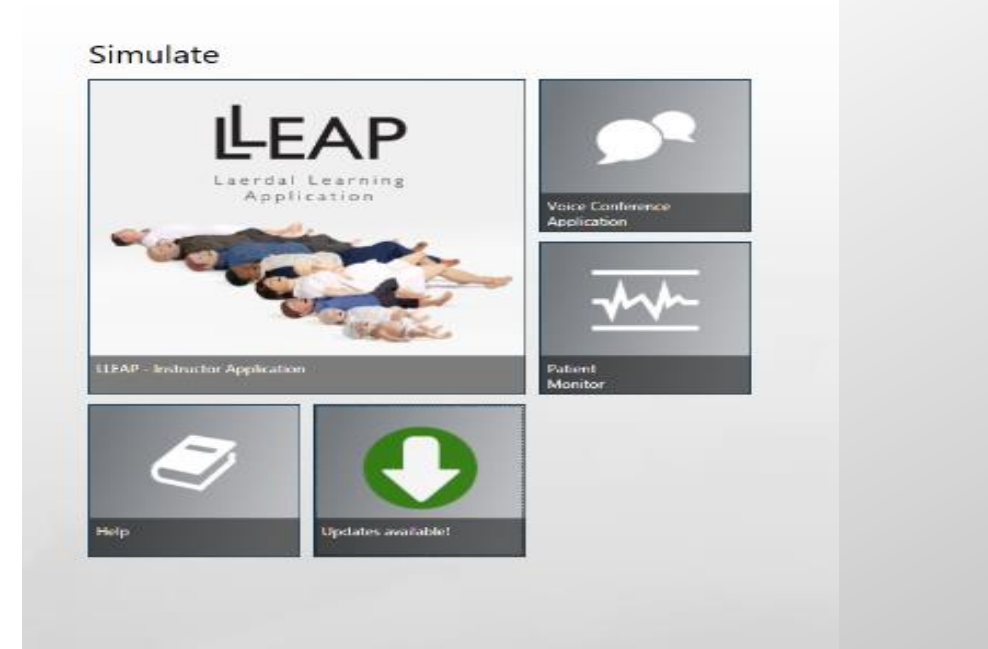 Simulate
LLEAP
Laerdal Learning
Application
LLEAP - Instructor Application
Voice Conference
Application
Patient
Monitor
Help
Updates available!